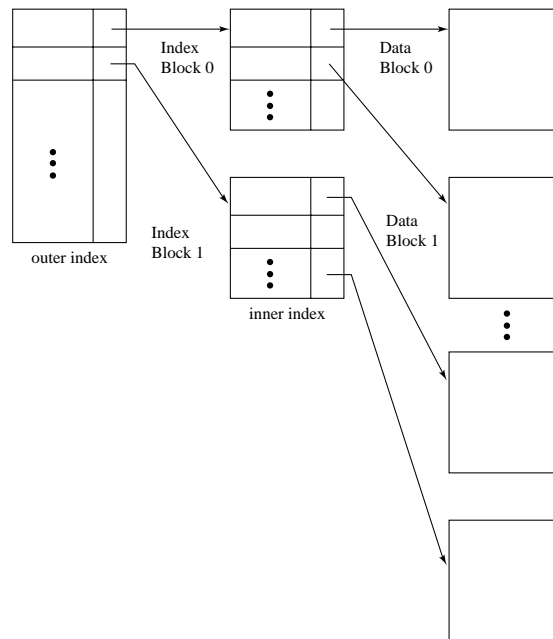 Index
Block 0
Data
Block 0
Index
Block 1
Data
Block 1
outer index
inner index